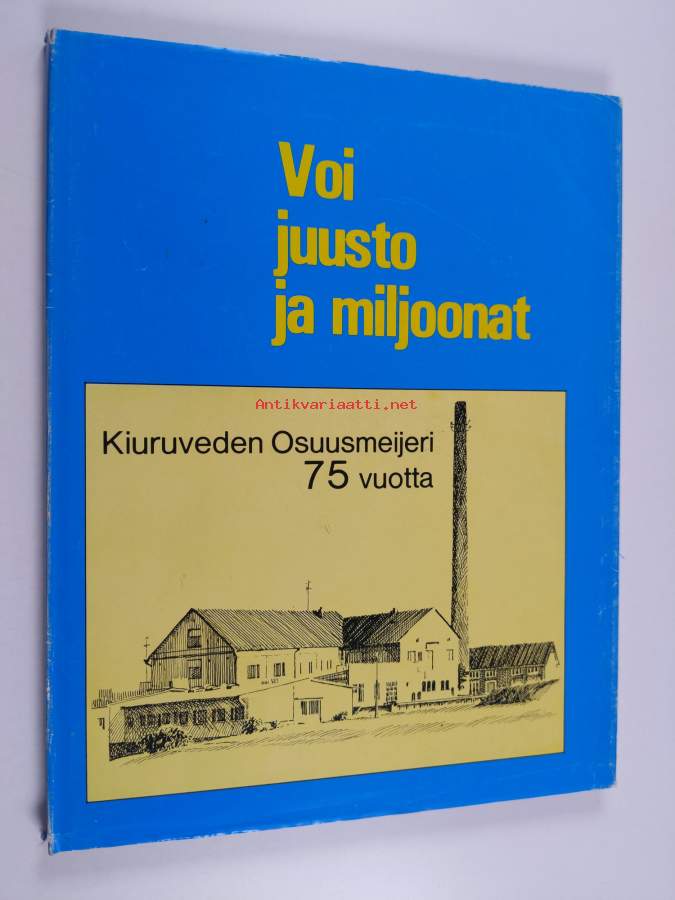 Voi
juusto
ja miljoonat
Antikvariaatti.net
Kiuruveden Osuusmeijeri
75 vuotta